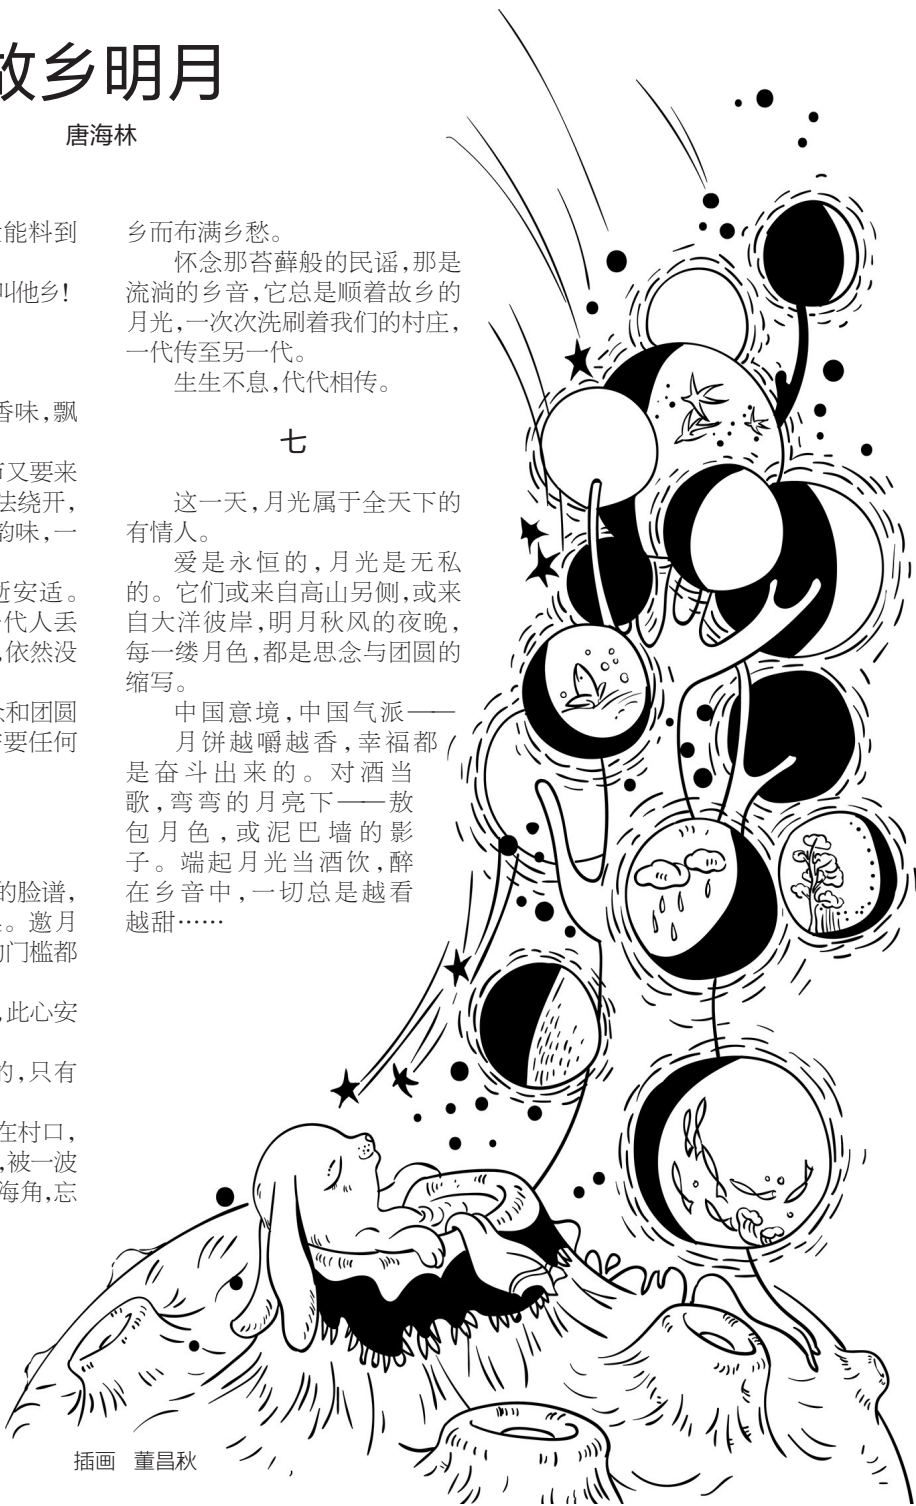 故乡明月
唐海林
能料到
叫他乡！
香味，飘
节又要来
法绕开，
韵味，一
逝安适。
代人丢
，依然没
和团圆
要任何
的脸谱，
。邀月
门槛都
，此心安
的，只有
在村口，
，被一波
海角，忘
乡而布满乡愁。
怀念那苔藓般的民谣，那是
流淌的乡音，它总是顺着故乡的
月光，一次次洗刷着我们的村庄，
一代传至另一代。
生生不息，代代相传。
七
这一天，月光属于全天下的
有情人。
爱是永恒的，月光是无私
的。它们或来自高山另侧，或来
自大洋彼岸，明月秋风的夜晚，
每一缕月色，都是思念与团圆的
缩写。
中国意境，中国气派——
月饼越嚼越香，幸福都
是奋斗出来的。对酒当
歌，弯弯的月亮下——敖
包月色，或泥巴墙的影
子。端起月光当酒饮，醉
在乡音中，一切总是越看
越甜……
插画 董昌秋